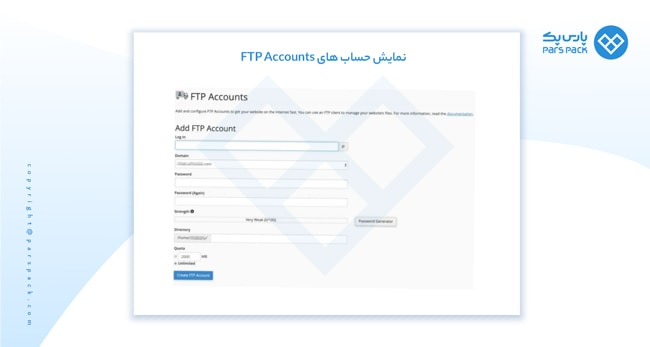 پارس پک
PARS PACK
نمایش حساب های FTP Accounts
FTP Accounts
Add and configure FTP Accounts to get your website on the internet fast. You can use an FTP client to manage your website's files. For more information, read the documentation.
Add FTP Account
Log In
@
Domain
Password
Password (Again)
Strength
Very Weak (0/100)
Password Generator
Directory
Quota
2000 MB
Unlimited
Create FTP Account
copyright@parspack.com